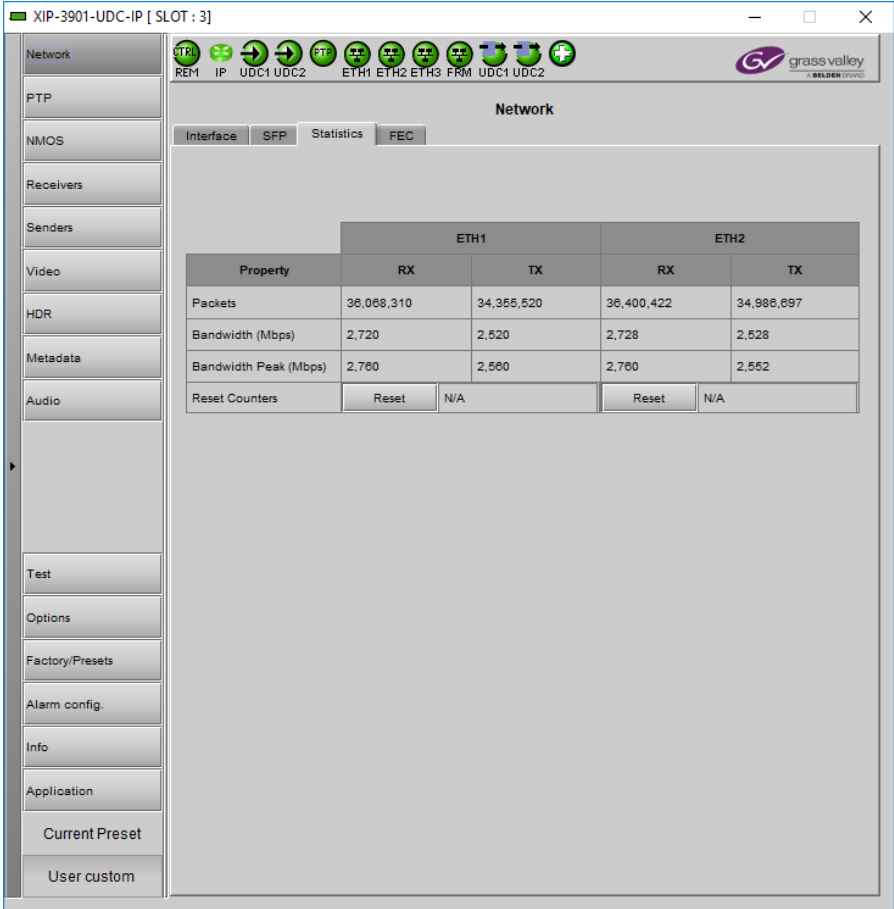 XIP-3901-UDC-IP [ SLOT : 3]
Network
PTP
NMOS
Receivers
Senders
Video
HDR
Metadata
Audio
Test
Options
Factory/Presets
Alarm config.
Info
Application
Current Preset
User custom
CTRL PTP
REM IP UDC1 UDC2 ETH1 ETH2 ETH3 FRM UDC1 UDC2
GV grass valley
A BELDEN BRAND
Network
Interface SFP Statistics FEC
ETH1 ETH2
Property RX TX RX TX
Packets 36,068,310 34,355,520 36,400,422 34,986,697
Bandwidth (Mbps) 2,720 2,520 2,728 2,528
Bandwidth Peak (Mbps) 2,760 2,560 2,760 2,552
Reset Counters Reset N/A Reset N/A